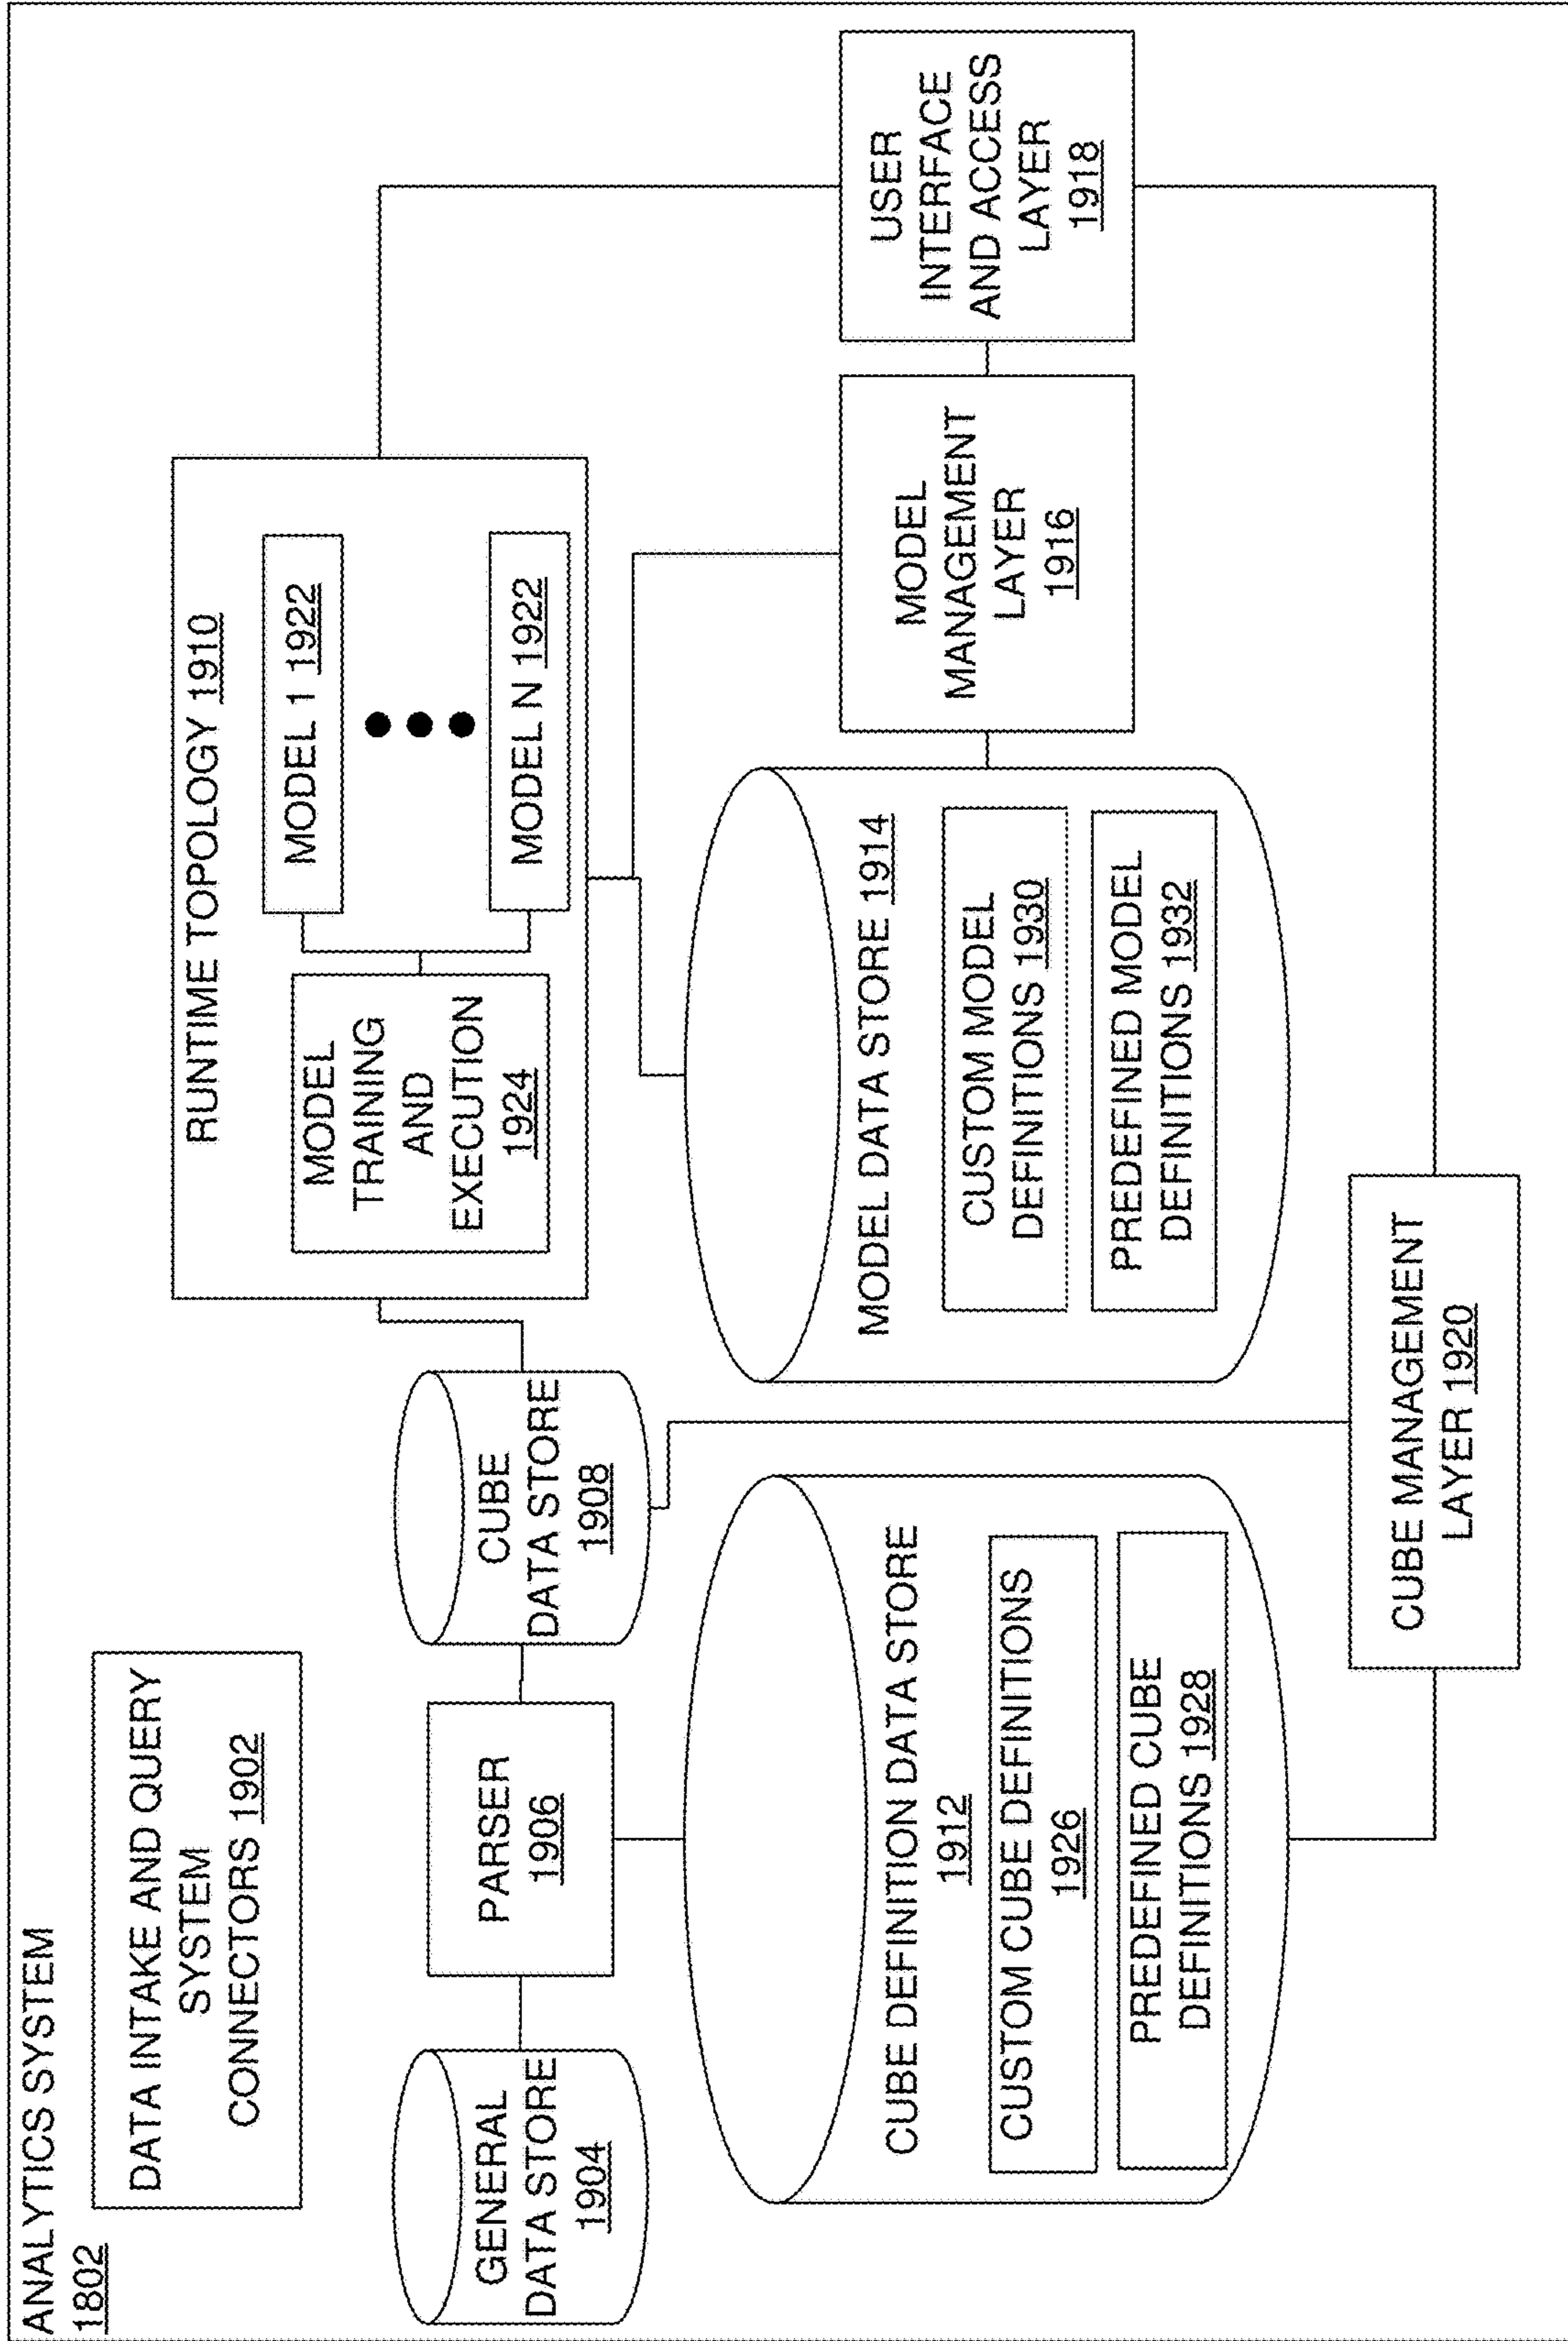 ANALYTICS SYSTEM
1802
DATA INTAKE AND QUERY
SYSTEM
CONNECTORS 1902
GENERAL
DATA STORE
1904
PARSER
1906
CUBE
DATA STORE
1908
RUNTIME TOPOLOGY 1910
MODEL
TRAINING
AND
EXECUTION
1924
MODEL 1 1922
MODEL N 1922
CUBE DEFINITION DATA STORE
1912
CUSTOM CUBE DEFINITIONS
1926
PREDEFINED CUBE
DEFINITIONS 1928
MODEL DATA STORE 1914
CUSTOM MODEL
DEFINITIONS 1930
PREDEFINED MODEL
DEFINITIONS 1932
MODEL
MANAGEMENT
LAYER
1916
USER
INTERFACE
AND ACCESS
LAYER
1918
CUBE MANAGEMENT
LAYER 1920